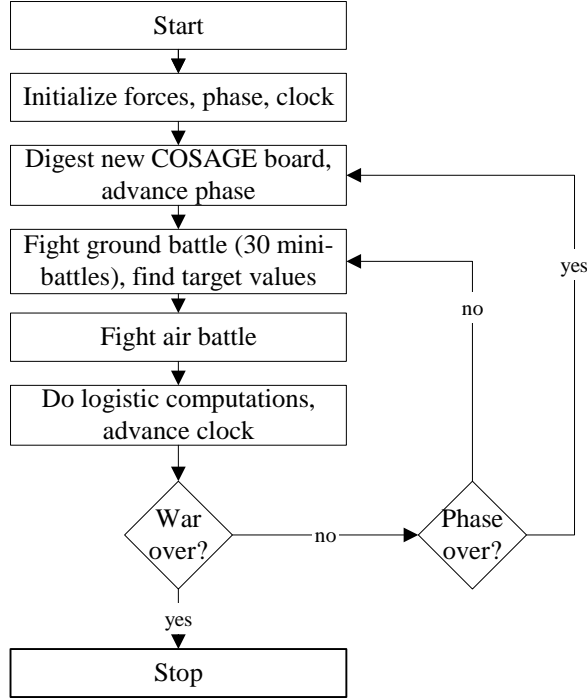 Start
Initialize forces, phase, clock
Digest new COSAGE board,
advance phase
Fight ground battle (30 mini-
battles), find target values
yes
no
Fight air battle
Do logistic computations,
advance clock
War
over?
no
Phase
over?
yes
Stop